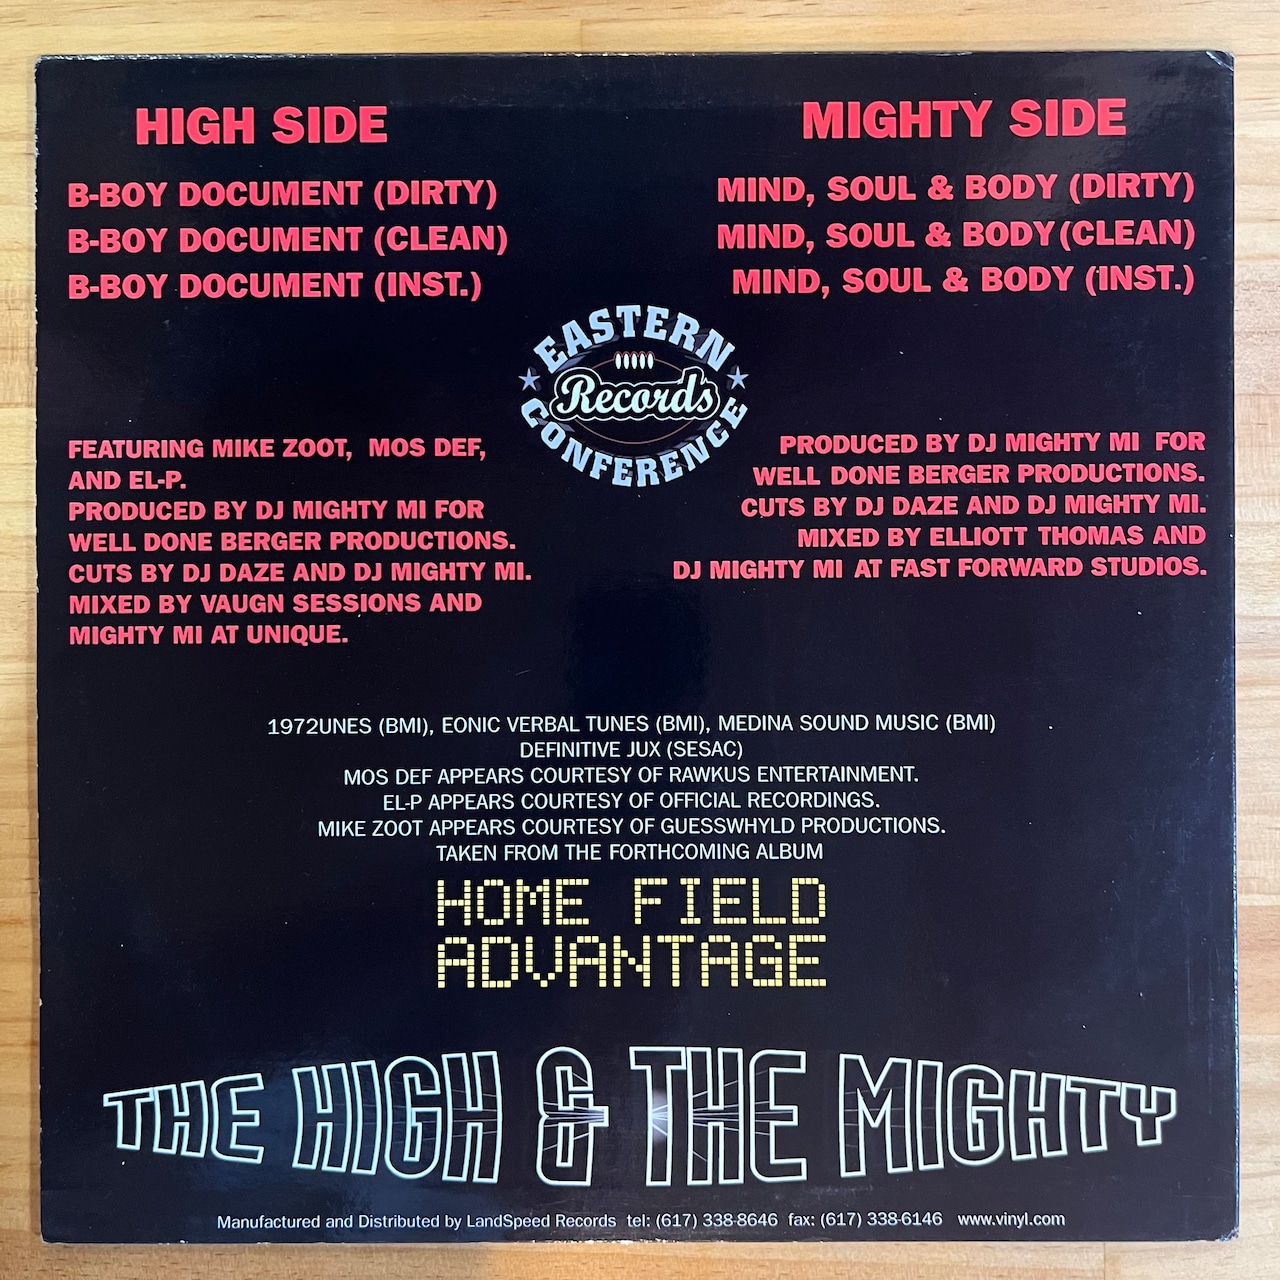 HIGH SIDE
B-BOY DOCUMENT (DIRTY)
B-BOY DOCUMENT (CLEAN)
B-BOY DOCUMENT (INST.)
MIGHTY SIDE
MIND, SOUL & BODY (DIRTY)
MIND, SOUL & BODY (CLEAN)
MIND, SOUL & BODY (INST.)
EASTERN
Records
CONFERENCE
FEATURING MIKE ZOOT, MOS DEF,
AND EL-P.
PRODUCED BY DJ MIGHTY MI FOR
WELL DONE BERGER PRODUCTIONS.
CUTS BY DJ DAZE AND DJ MIGHTY MI.
MIXED BY VAUGN SESSIONS AND
MIGHTY MI AT UNIQUE.
PRODUCED BY DJ MIGHTY MI FOR
WELL DONE BERGER PRODUCTIONS.
CUTS BY DJ DAZE AND DJ MIGHTY MI.
MIXED BY ELLIOTT THOMAS AND
DJ MIGHTY MI AT FAST FORWARD STUDIOS.
1972UNES (BMI), EONIC VERBAL TUNES (BMI), MEDINA SOUND MUSIC (BMI)
DEFINITIVE JUX (SESAC)
MOS DEF APPEARS COURTESY OF RAWKUS ENTERTAINMENT.
EL-P APPEARS COURTESY OF OFFICIAL RECORDINGS.
MIKE ZOOT APPEARS COURTESY OF GUESSWHYLD PRODUCTIONS.
TAKEN FROM THE FORTHCOMING ALBUM
HOME FIELD
ADVANTAGE
THE HIGH & THE MIGHTY
Manufactured and Distributed by LandSpeed Records tel: (617) 338-8646 fax: (617) 338-6146 www.vinyl.com